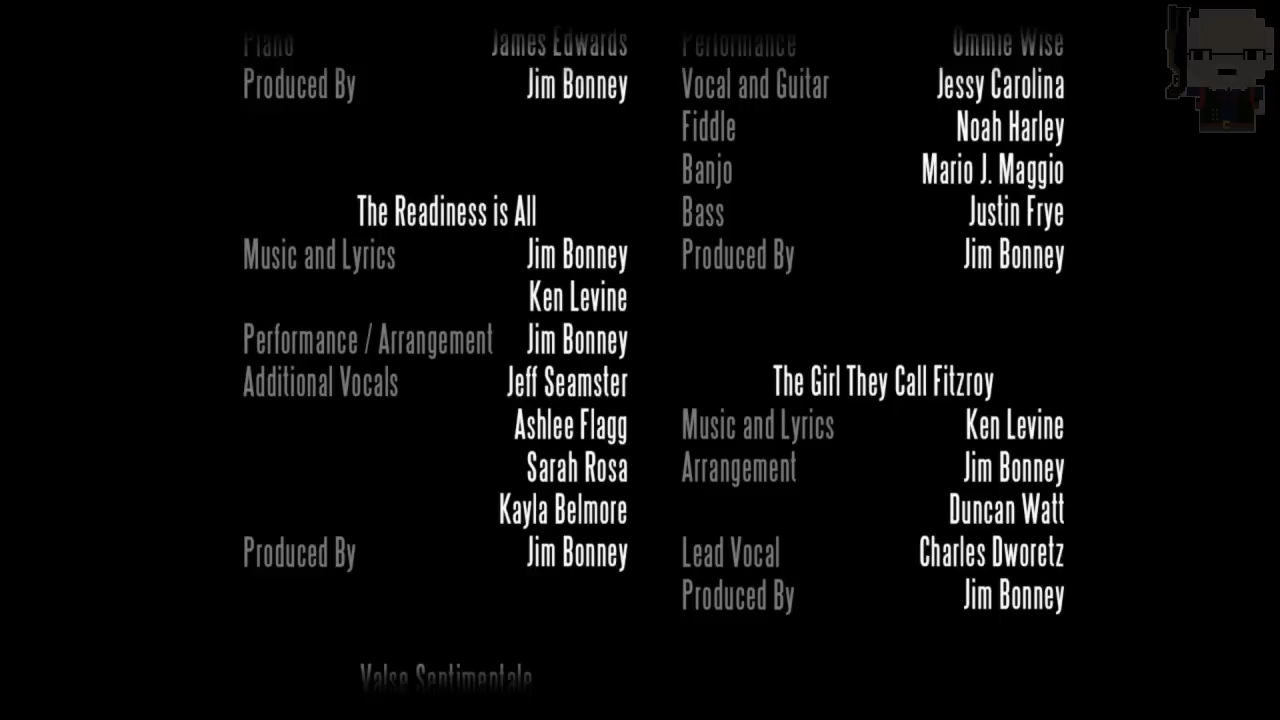 Piano James Edwards
Produced By Jim Bonney
The Readiness is All
Music and Lyrics Jim Bonney
Ken Levine
Performance / Arrangement Jim Bonney
Additional Vocals Jeff Seamster
Ashlee Flagg
Sarah Rosa
Kayla Belmore
Produced By Jim Bonney
Valse Sentimentale
Performance Ommie Wise
Vocal and Guitar Jessy Carolina
Fiddle Noah Harley
Banjo Mario J. Maggio
Bass Justin Frye
Produced By Jim Bonney
The Girl They Call Fitzroy
Music and Lyrics Ken Levine
Arrangement Jim Bonney
Duncan Watt
Lead Vocal Charles Dworetz
Produced By Jim Bonney